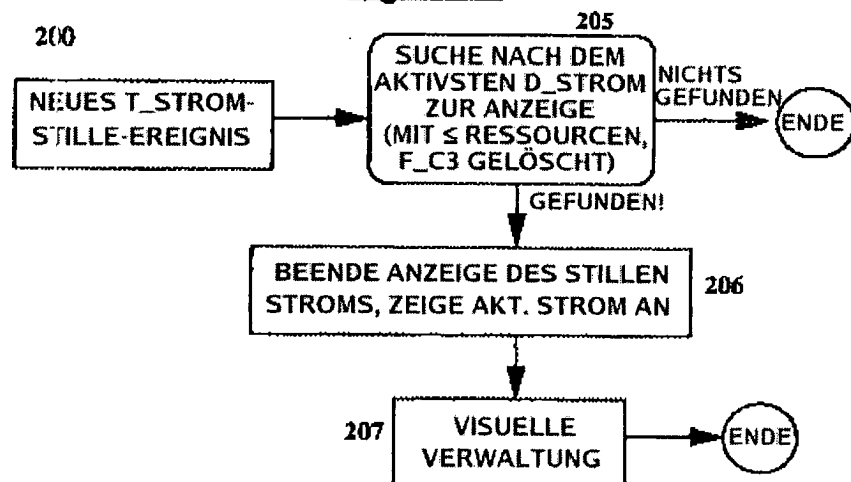 205
200
SUCHE NACH DEM
AKTIVSTEN D_STROM
ZUR ANZEIGE
(MIT ≤ RESSOURCEN,
F_C3 GELÖSCHT)
NICHTS
GEFUNDEN
ENDE
NEUES T_STROM-
STILLE-EREIGNIS
GEFUNDEN!
BEENDE ANZEIGE DES STILLEN
STROMS, ZEIGE AKT. STROM AN
206
207
VISUELLE
VERWALTUNG
ENDE